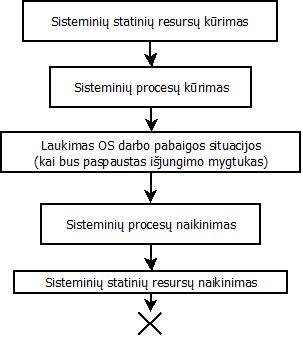 Sisteminių statinių resursų kūrimas
Sisteminių procesų kūrimas
Laukimas OS darbo pabaigos situacijos
(kai bus paspaustas išjungimo mygtukas)
Sisteminių procesų naikinimas
Sisteminių statinių resursų naikinimas